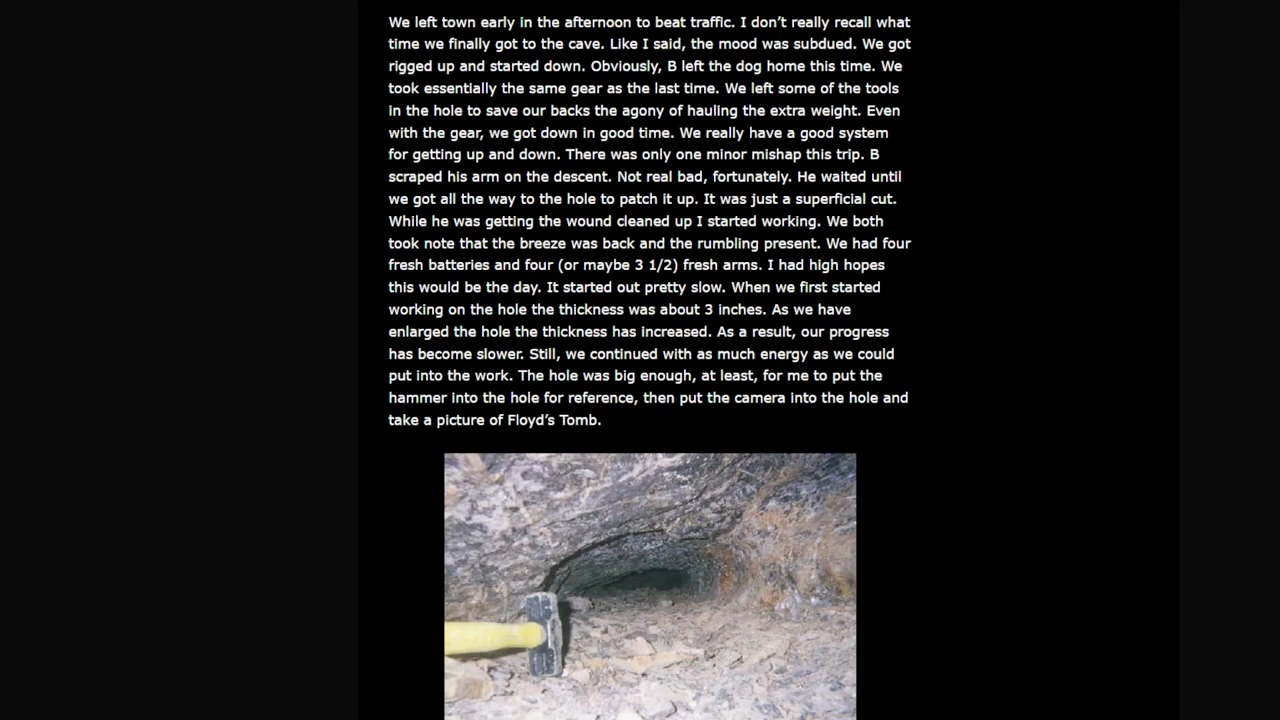 We left town early in the afternoon to beat traffic. I don’t really recall what
time we finally got to the cave. Like I said, the mood was subdued. We got
rigged up and started down. Obviously, B left the dog home this time. We
took essentially the same gear as the last time. We left some of the tools
in the hole to save our backs the agony of hauling the extra weight. Even
with the gear, we got down in good time. We really have a good system
for getting up and down. There was only one minor mishap this trip. B
scraped his arm on the descent. Not real bad, fortunately. He waited until
we got all the way to the hole to patch it up. It was just a superficial cut.
While he was getting the wound cleaned up I started working. We both
took note that the breeze was back and the rumbling present. We had four
fresh batteries and four (or maybe 3 1/2) fresh arms. I had high hopes
this would be the day. It started out pretty slow. When we first started
working on the hole the thickness was about 3 inches. As we have
enlarged the hole the thickness has increased. As a result, our progress
has become slower. Still, we continued with as much energy as we could
put into the work. The hole was big enough, at least, for me to put the
hammer into the hole for reference, then put the camera into the hole and
take a picture of Floyd’s Tomb.